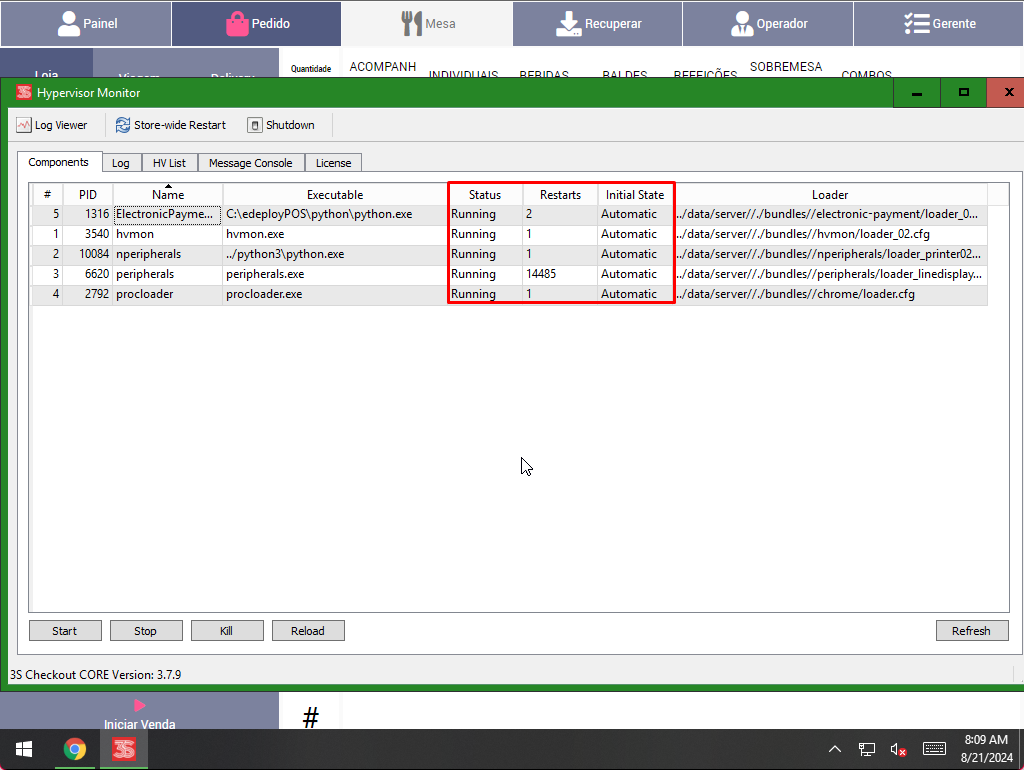 Painel Pedido Mesa Recuperar Operador Gerente
Loja Viagem Delivery Quantidade ACOMPANH INDIVIDUAIS BEBIDAS BALDES REFEIÇÕES SOBREMESA COMBOS
3S Hypervisor Monitor
Log Viewer Store-wide Restart Shutdown
Components Log HV List Message Console License
# PID Name Executable Status Restarts Initial State Loader
5 1316 ElectronicPayme... C:\edeployPOS\python\python.exe Running 2 Automatic ../data/server//./bundles//electronic-payment/loader_0...
1 3540 hvmon hvmon.exe Running 1 Automatic ../data/server//./bundles//hvmon/loader_02.cfg
2 10084 nperipherals ../python3\python.exe Running 1 Automatic ../data/server//./bundles//nperipherals/loader_printer02...
3 6620 peripherals peripherals.exe Running 14485 Automatic ../data/server//./bundles//peripherals/loader_linedisplay...
4 2792 procloader procloader.exe Running 1 Automatic ../data/server//./bundles//chrome/loader.cfg
Start Stop Kill Reload Refresh
3S Checkout CORE Version: 3.7.9
Iniciar Venda #
3S
8:09 AM
8/21/2024